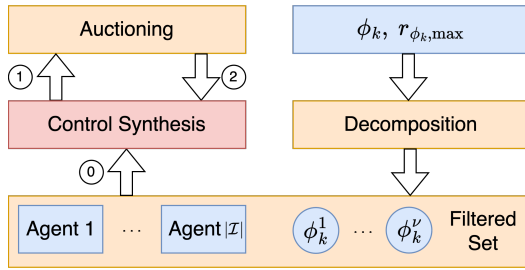 Auctioning
ϕ_k, r_{ϕ_k,max}
① ②
Control Synthesis
Decomposition
⓪
Agent 1 ... Agent |ℐ|
ϕ_k^1 ... ϕ_k^ν
Filtered
Set